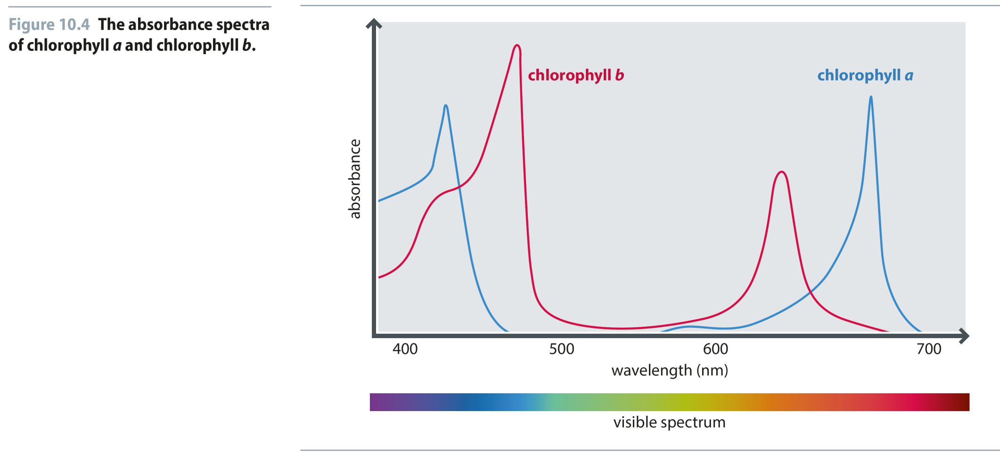 Figure 10.4 The absorbance spectra
of chlorophyll a and chlorophyll b.
chlorophyll b
chlorophyll a
absorbance
400 500 600 700
wavelength (nm)
visible spectrum